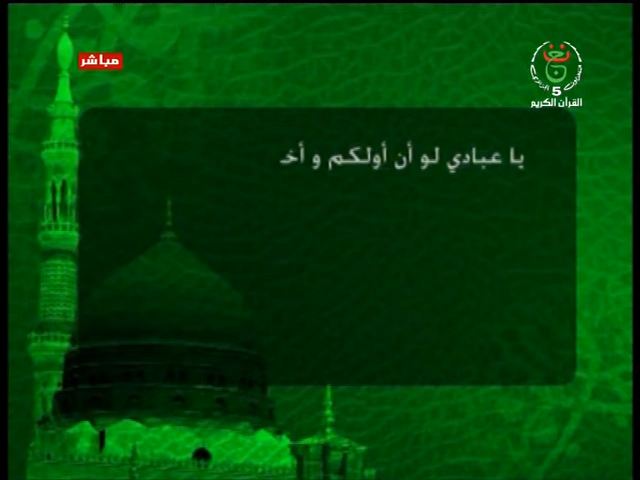 مباشر
5
القرآن الكريم
يا عبادي لو أن أولكم و أخ